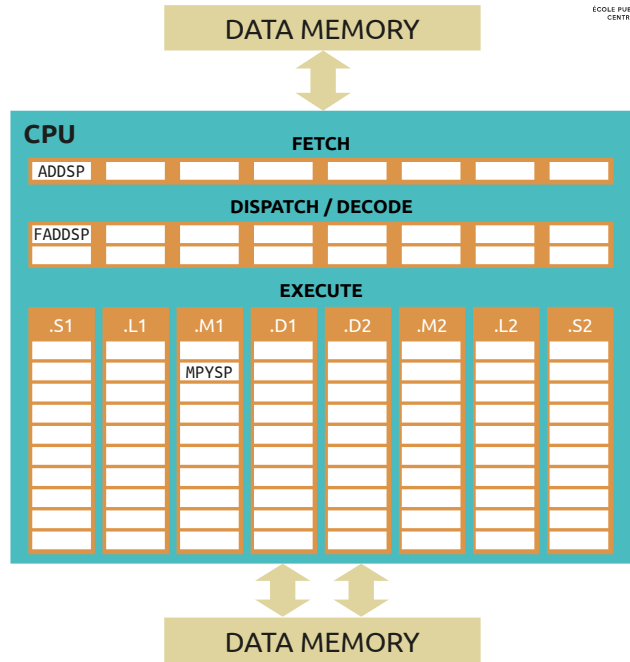 ÉCOLE PUB
CENTR
DATA MEMORY
CPU
FETCH
ADDSP
DISPATCH / DECODE
FADDSP
EXECUTE
.S1 .L1 .M1 .D1 .D2 .M2 .L2 .S2
MPYSP
DATA MEMORY